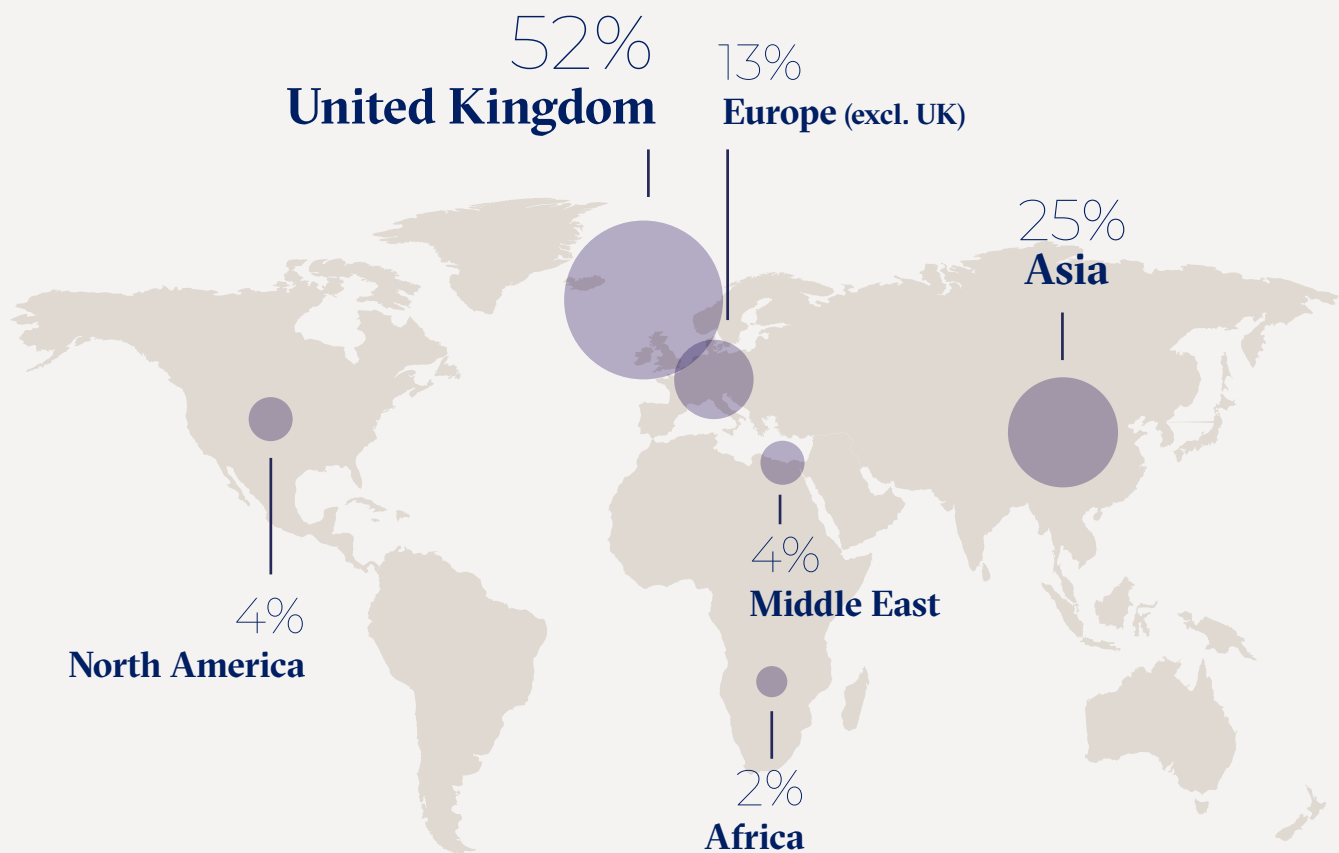 52%
United Kingdom
13%
Europe (excl. UK)
25%
Asia
4%
North America
4%
Middle East
2%
Africa